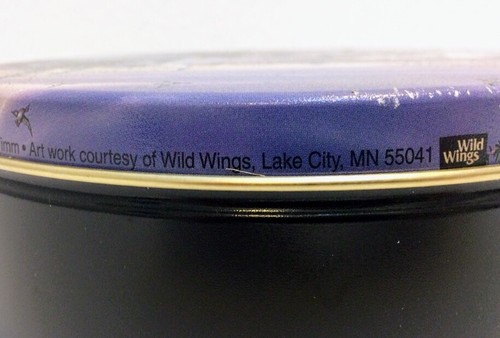 • Art work courtesy of Wild Wings, Lake City, MN 55041
Wild
Wings